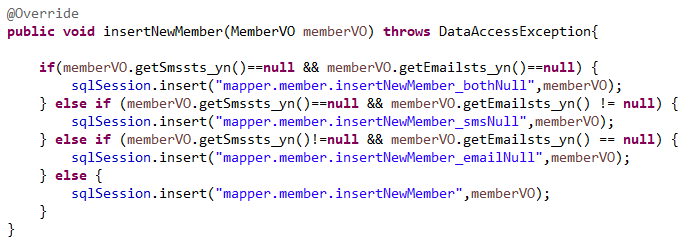 @Override
public void insertNewMember(MemberVO memberVO) throws DataAccessException{
if(memberVO.getSmssts_yn()==null && memberVO.getEmailsts_yn()==null) {
sqlSession.insert("mapper.member.insertNewMember_bothNull",memberVO);
} else if (memberVO.getSmssts_yn()==null && memberVO.getEmailsts_yn() != null) {
sqlSession.insert("mapper.member.insertNewMember_smsNull",memberVO);
} else if (memberVO.getSmssts_yn()!=null && memberVO.getEmailsts_yn() == null) {
sqlSession.insert("mapper.member.insertNewMember_emailNull",memberVO);
} else {
sqlSession.insert("mapper.member.insertNewMember",memberVO);
}
}